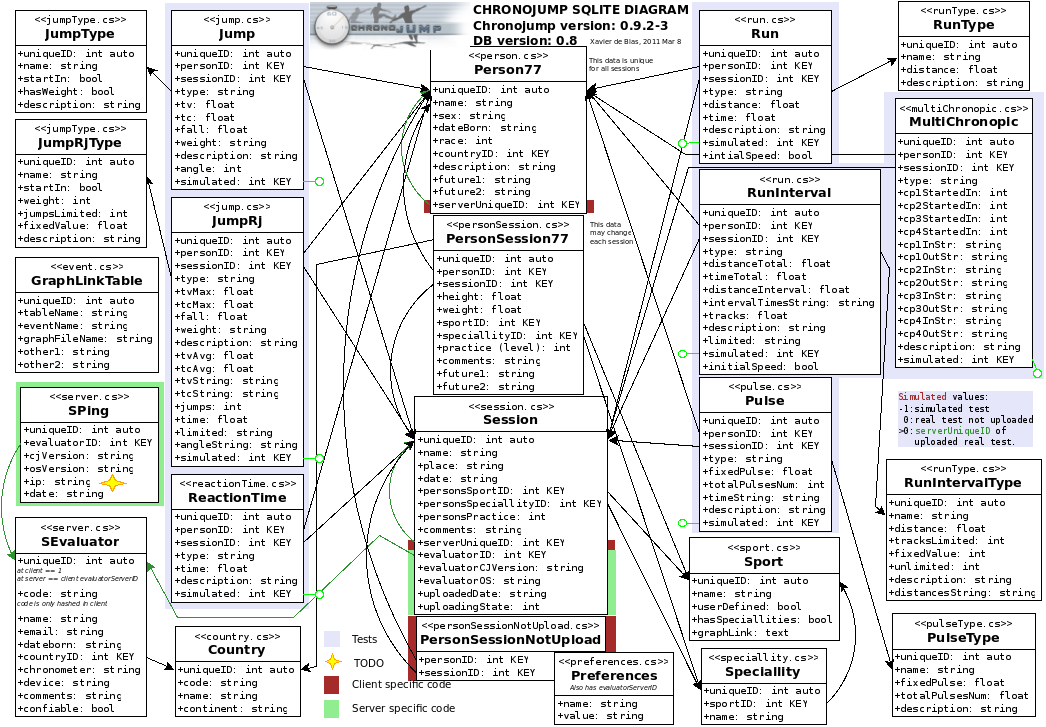 CHRONOJUMP SQLITE DIAGRAM
Chronojump version: 0.9.2-3
DB version: 0.8 Xavier de Blas, 2011 Mar 8
CHRONOJUMP
<<jumpType.cs>>
JumpType
+uniqueID: int auto
+name: string
+startIn: bool
+hasWeight: bool
+description: string
<<jumpType.cs>>
JumpRjType
+uniqueID: int auto
+name: string
+startIn: bool
+weight: int
+jumpsLimited: int
+fixedValue: float
+description: string
<<event.cs>>
GraphLinkTable
+uniqueID: int auto
+tableName: string
+eventName: string
+graphFileName: string
+other1: string
+other2: string
<<server.cs>>
SPing
+uniqueID: int auto
+evaluatorID: int KEY
+cjVersion: string
+osVersion: string
+ip: string
+date: string
<<server.cs>>
SEvaluator
+uniqueID: int auto
at client == 1
at server == client evaluatorServerID
+code: string
code is only hashed in client
+name: string
+email: string
+dateborn: string
+countryID: int KEY
+chronometer: string
+device: string
+comments: string
+confiable: bool
<<jump.cs>>
Jump
+uniqueID: int auto
+personID: int KEY
+sessionID: int KEY
+type: string
+tv: float
+tc: float
+fall: float
+weight: string
+description: string
+angle: int
+simulated: int KEY
<<jump.cs>>
JumpRj
+uniqueID: int auto
+personID: int KEY
+sessionID: int KEY
+type: string
+tvMax: float
+tcMax: float
+fall: float
+weight: string
+description: string
+tvAvg: float
+tcAvg: float
+tvString: string
+tcString: string
+jumps: int
+time: float
+limited: string
+angleString: string
+simulated: int KEY
<<reactionTime.cs>>
ReactionTime
+uniqueID: int auto
+personID: int KEY
+sessionID: int KEY
+type: string
+time: float
+description: string
+simulated: int KEY
<<country.cs>>
Country
+uniqueID: int auto
+code: string
+name: string
+continent: string
<<person.cs>>
Person77
+uniqueID: int auto
+name: string
+sex: string
+dateBorn: string
+race: int
+countryID: int KEY
+description: string
+future1: string
+future2: string
+serverUniqueID: int KEY
This data is unique
for all sessions
<<personSession.cs>>
PersonSession77
+uniqueID: int auto
+personID: int KEY
+sessionID: int KEY
+height: float
+weight: float
+sportID: int KEY
+speciallityID: int KEY
+practice (level): int
+comments: string
+future1: string
+future2: string
This data
may change
each session
<<session.cs>>
Session
+uniqueID: int auto
+name: string
+place: string
+date: string
+personsSportID: int KEY
+personsSpeciallityID: int KEY
+personsPractice: int
+comments: string
+serverUniqueID: int KEY
+evaluatorID: int KEY
+evaluatorCJVersion: string
+evaluatorOS: string
+uploadedDate: string
+uploadingState: int
<<personSessionNotUpload.cs>>
PersonSessionNotUpload
+personID: int KEY
+sessionID: int KEY
<<preferences.cs>>
Preferences
Also has evaluatorServerID
+name: string
+value: string
Tests
TODO
Client specific code
Server specific code
<<run.cs>>
Run
+uniqueID: int auto
+personID: int KEY
+sessionID: int KEY
+type: string
+distance: float
+time: float
+description: string
+simulated: int KEY
+intialSpeed: bool
<<run.cs>>
RunInterval
+uniqueID: int auto
+personID: int KEY
+sessionID: int KEY
+type: string
+distanceTotal: float
+timeTotal: float
+distanceInterval: float
+intervalTimesString: string
+tracks: float
+description: string
+limited: string
+simulated: int KEY
+initialSpeed: bool
<<pulse.cs>>
Pulse
+uniqueID: int auto
+personID: int KEY
+sessionID: int KEY
+type: string
+fixedPulse: float
+totalPulsesNum: int
+timeString: string
+description: string
+simulated: int KEY
<<sport.cs>>
Sport
+uniqueID: int auto
+name: string
+userDefined: bool
+hasSpeciallities: bool
+graphLink: text
<<speciallity.cs>>
Speciallity
+uniqueID: int auto
+sportID: int KEY
+name: string
<<runType.cs>>
RunType
+uniqueID: int auto
+name: string
+distance: float
+description: string
<<multiChronopic.cs>>
MultiChronopic
+uniqueID: int auto
+personID: int KEY
+sessionID: int KEY
+type: string
+cp1StartedIn: int
+cp2StartedIn: int
+cp3StartedIn: int
+cp4StartedIn: int
+cp1InStr: string
+cp1OutStr: string
+cp2InStr: string
+cp2OutStr: string
+cp3InStr: string
+cp3OutStr: string
+cp4InStr: string
+cp4OutStr: string
+description: string
+simulated: int KEY
Simulated values:
-1:simulated test
0:real test not uploaded
>0:serverUniqueID of
uploaded real test.
<<runType.cs>>
RunIntervalType
+uniqueID: int auto
+name: string
+distance: float
+tracksLimited: int
+fixedValue: int
+unlimited: int
+description: string
+distancesString: string
<<pulseType.cs>>
PulseType
+uniqueID: int auto
+name: string
+fixedPulse: float
+totalPulsesNum: float
+description: string